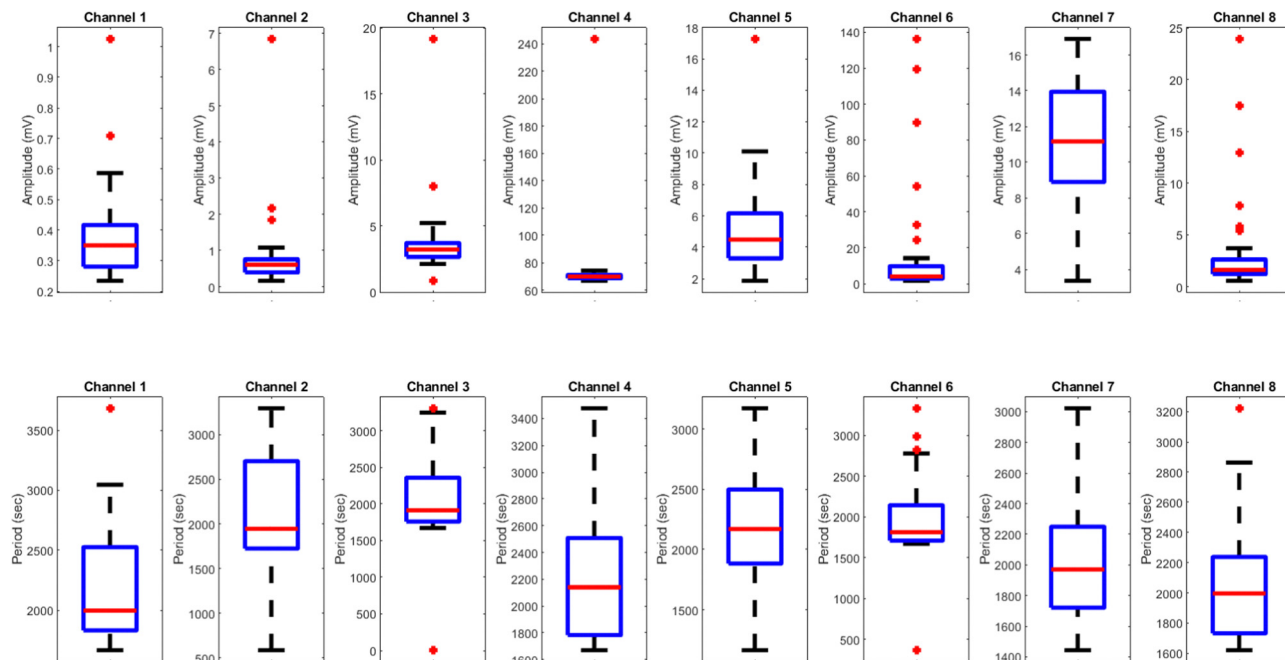 Channel 1 Channel 2 Channel 3 Channel 4 Channel 5 Channel 6 Channel 7 Channel 8
Amplitude (mV) Amplitude (mV) Amplitude (mV) Amplitude (mV) Amplitude (mV) Amplitude (mV) Amplitude (mV) Amplitude (mV)
1 0.9 0.8 0.7 0.6 0.5 0.4 0.3 0.2
7 6 5 4 3 2 1 0
20 15 10 5 0
240 220 200 180 160 140 120 100 80 60
18 16 14 12 10 8 6 4 2
140 120 100 80 60 40 20 0
16 14 12 10 8 6 4
25 20 15 10 5 0
Channel 1 Channel 2 Channel 3 Channel 4 Channel 5 Channel 6 Channel 7 Channel 8
Period (sec) Period (sec) Period (sec) Period (sec) Period (sec) Period (sec) Period (sec) Period (sec)
3500 3000 2500 2000
3000 2500 2000 1500 1000 500
3000 2500 2000 1500 1000 500 0
3400 3200 3000 2800 2600 2400 2200 2000 1800 1600
3000 2500 2000 1500
3000 2500 2000 1500 1000 500
3000 2800 2600 2400 2200 2000 1800 1600 1400
3200 3000 2800 2600 2400 2200 2000 1800 1600